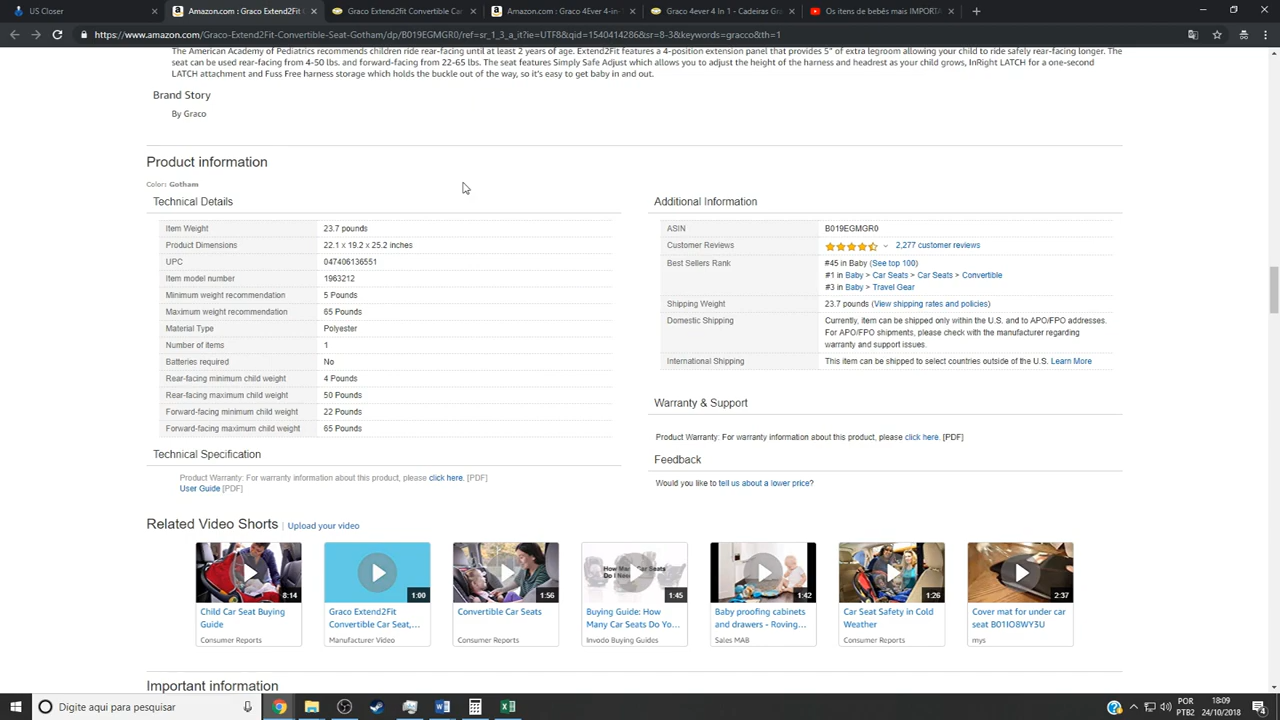 US Closer
Amazon.com: Graco Extend2Fit
Graco Extend2Fit Convertible Car
Amazon.com : Graco 4Ever 4-in-
Graco 4ever 4 In 1 - Cadeiras Gr
Os itens de bebês mais IMPORTA
https://www.amazon.com/Graco-Extend2Fit-Convertible-Seat-Gotham/dp/B019EGMGR0/ref=sr_1_3_a_it?ie=UTF8&qid=1540414286&sr=8-3&keywords=gracco&th=1
The American Academy of Pediatrics recommends children ride rear-facing until at least 2 years of age. Extend2Fit features a 4-position extension panel that provides 5" of extra legroom allowing your child to ride safely rear-facing longer. The
seat can be used rear-facing from 4-50 lbs. and forward-facing from 22-65 lbs. The seat features Simply Safe Adjust which allows you to adjust the height of the harness and headrest as your child grows, InRight LATCH for a one-second
LATCH attachment and Fuss Free harness storage which holds the buckle out of the way, so it's easy to get baby in and out.
Brand Story
By Graco
Product information
Color: Gotham
Technical Details
Item Weight 23.7 pounds
Product Dimensions 22.1 x 19.2 x 25.2 inches
UPC 047406136551
Item model number 1963212
Minimum weight recommendation 5 Pounds
Maximum weight recommendation 65 Pounds
Material Type Polyester
Number of items 1
Batteries required No
Rear-facing minimum child weight 4 Pounds
Rear-facing maximum child weight 50 Pounds
Forward-facing minimum child weight 22 Pounds
Forward-facing maximum child weight 65 Pounds
Technical Specification
Product Warranty: For warranty information about this product, please click here. [PDF]
User Guide [PDF]
Additional Information
ASIN B019EGMGR0
Customer Reviews 2,277 customer reviews
Best Sellers Rank #45 in Baby (See top 100)
#1 in Baby > Car Seats > Car Seats > Convertible
#3 in Baby > Travel Gear
Shipping Weight 23.7 pounds (View shipping rates and policies)
Domestic Shipping Currently, item can be shipped only within the U.S. and to APO/FPO addresses.
For APO/FPO shipments, please check with the manufacturer regarding
warranty and support issues.
International Shipping This item can be shipped to select countries outside of the U.S. Learn More
Warranty & Support
Product Warranty: For warranty information about this product, please click here. [PDF]
Feedback
Would you like to tell us about a lower price?
Related Video Shorts | Upload your video
8:14
1:00
1:56
How Many Car Seats
Do I Need
1:45
1:42
1:26
2:37
Child Car Seat Buying
Guide
Consumer Reports
Graco Extend2Fit
Convertible Car Seat,...
Manufacturer Video
Convertible Car Seats
Consumer Reports
Buying Guide: How
Many Car Seats Do Yo...
Invodo Buying Guides
Baby proofing cabinets
and drawers - Roving...
Sales MAB
Car Seat Safety in Cold
Weather
Consumer Reports
Cover mat for under car
seat B01IO8WY3U
mys
Important information
Digite aqui para pesquisar
POR
PTB2
18:09
24/10/2018
4